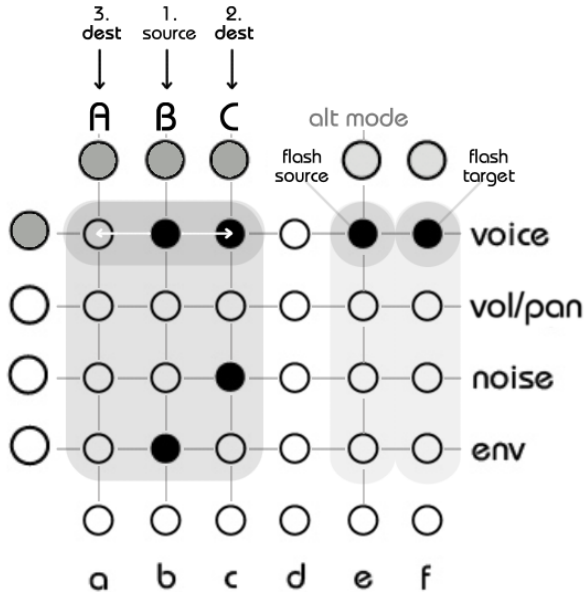 3. 1. 2.
dest source dest
A B C
alt mode
flash source
flash target
voice
vol/pan
noise
env
a b c d e f